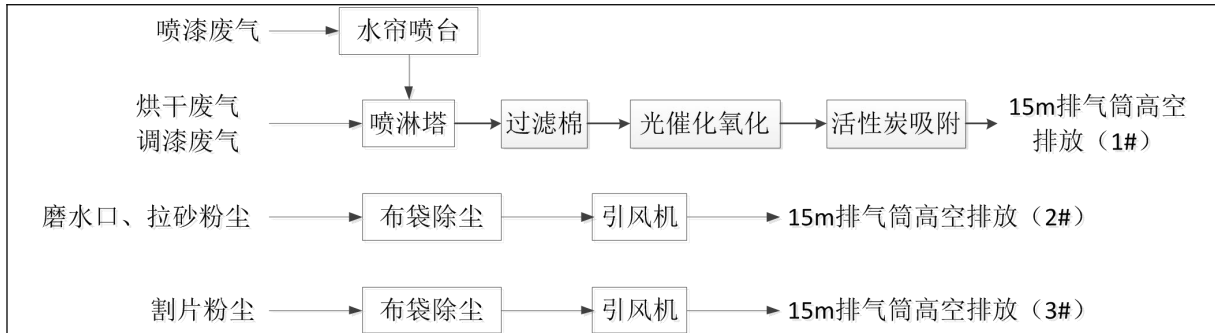 喷漆废气
水帘喷台
烘干废气
调漆废气
喷淋塔
过滤棉
光催化氧化
活性炭吸附
15m排气筒高空
排放（1#）
磨水口、拉砂粉尘
布袋除尘
引风机
15m排气筒高空排放（2#）
割片粉尘
布袋除尘
引风机
15m排气筒高空排放（3#）